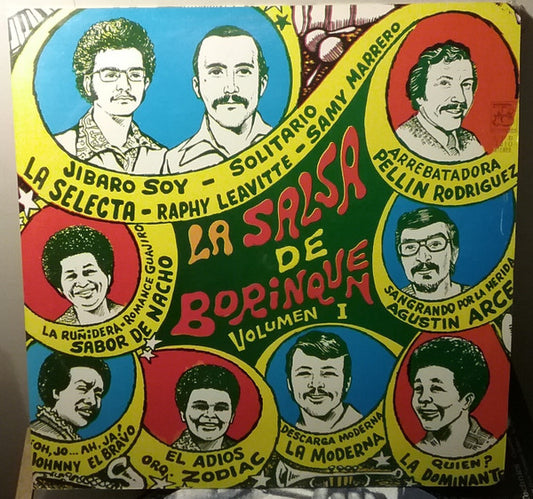 JIBARO SOY - SOLITARIO
LA SELECTA - RAPHY LEAVITTE - SAMY MARRERO
ARREBATADORA
PELLIN RODRIGUEZ
LA SALSA
DE
BORINQUEN
VOLUMEN I
LA RUÑIDERA - ROMANCE GUAJIRO
SABOR DE NACHO
SANGRANDO POR LA HERIDA
AGUSTIN ARCE
OH, JO... AH, JA!
JOHNNY EL BRAVO
EL ADIOS
ORQ. ZODIAC
DESCARGA MODERNA
LA MODERNA
QUIEN?
LA DOMINANT